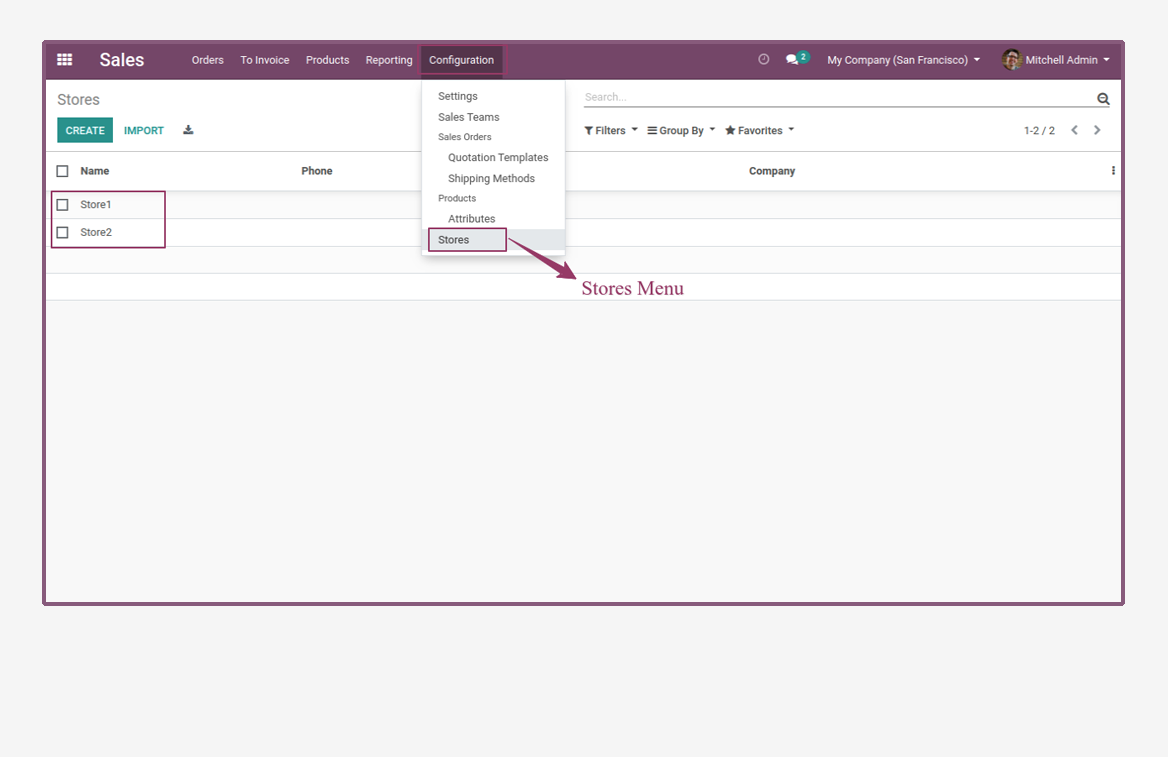 Sales Orders To Invoice Products Reporting Configuration 2 My Company (San Francisco) Mitchell Admin
Stores
Search...
CREATE IMPORT
Filters Group By Favorites 1-2 / 2
Name Phone Company
Store1
Store2
Settings
Sales Teams
Sales Orders
Quotation Templates
Shipping Methods
Products
Attributes
Stores
Stores Menu